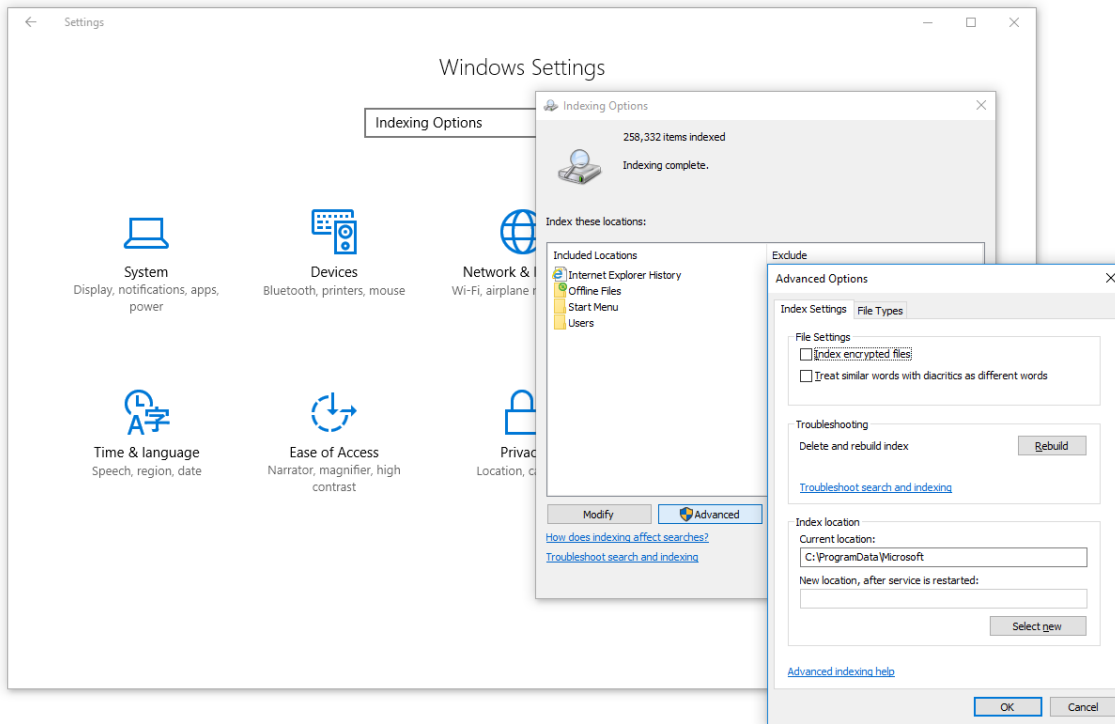 Settings
Windows Settings
Indexing Options
System
Display, notifications, apps,
power
Devices
Bluetooth, printers, mouse
Network &
Wi-Fi, airplane
Time & language
Speech, region, date
Ease of Access
Narrator, magnifier, high
contrast
Privac
Location, c
Indexing Options
258,332 items indexed
Indexing complete.
Index these locations:
Included Locations
Exclude
Internet Explorer History
Offline Files
Start Menu
Users
Modify
Advanced
How does indexing affect searches?
Troubleshoot search and indexing
Advanced Options
Index Settings
File Types
File Settings
Index encrypted files
Treat similar words with diacritics as different words
Troubleshooting
Delete and rebuild index
Rebuild
Troubleshoot search and indexing
Index location
Current location:
C:\ProgramData\Microsoft
New location, after service is restarted:
Select new
Advanced indexing help
OK
Cancel